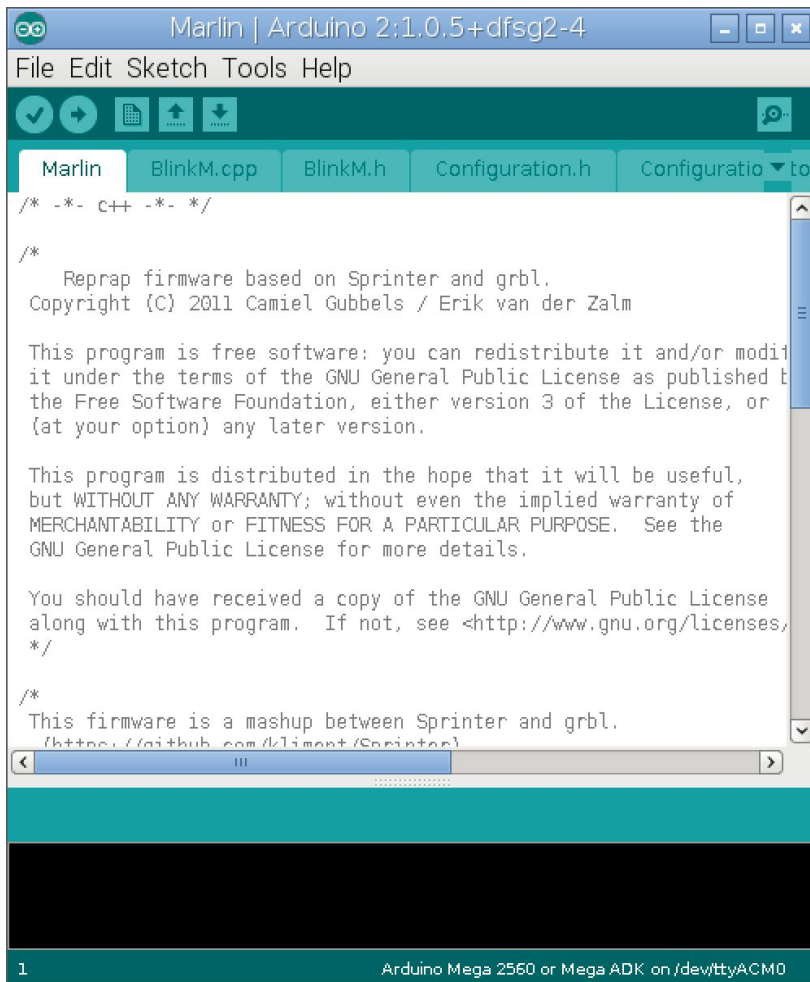 Marlin | Arduino 2:1.0.5+dfsg2-4
File Edit Sketch Tools Help
Marlin BlinkM.cpp BlinkM.h Configuration.h Configuratio to
/* -*- c++ -*- */
/*
Reprap firmware based on Sprinter and grbl.
Copyright (C) 2011 Camiel Gubbels / Erik van der Zalm
This program is free software: you can redistribute it and/or modif
it under the terms of the GNU General Public License as published b
the Free Software Foundation, either version 3 of the License, or
(at your option) any later version.
This program is distributed in the hope that it will be useful,
but WITHOUT ANY WARRANTY; without even the implied warranty of
MERCHANTABILITY or FITNESS FOR A PARTICULAR PURPOSE.  See the
GNU General Public License for more details.
You should have received a copy of the GNU General Public License
along with this program.  If not, see <http://www.gnu.org/licenses/
*/
/*
This firmware is a mashup between Sprinter and grbl.
(https://github.com/kliment/Sprinter)
1
Arduino Mega 2560 or Mega ADK on /dev/ttyACM0